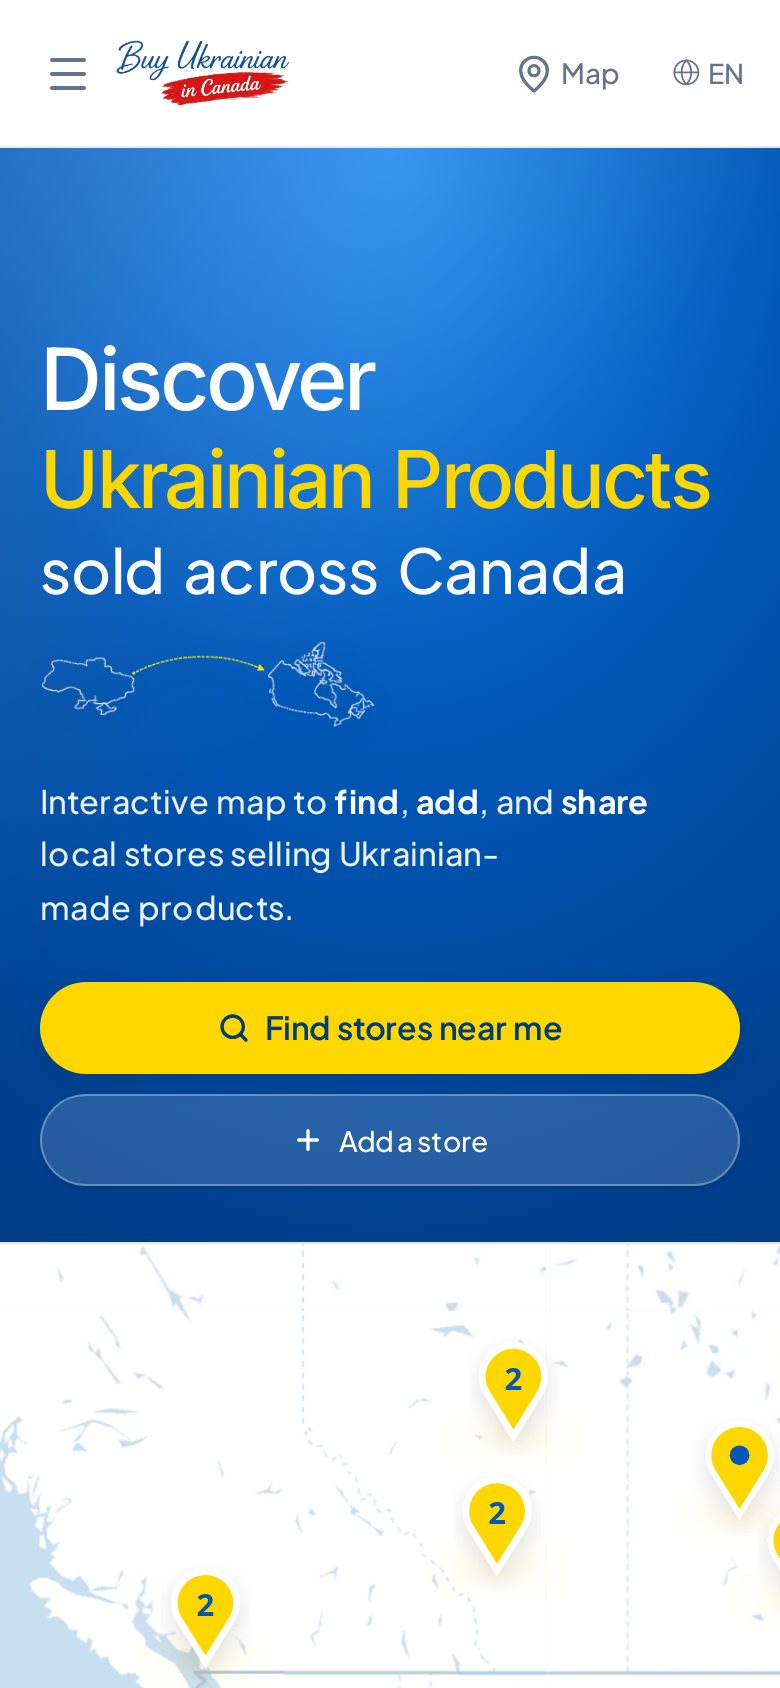 Buy Ukrainian
in Canada
Map
EN
Discover
Ukrainian Products
sold across Canada
Interactive map to find, add, and share
local stores selling Ukrainian-
made products.
Find stores near me
Add a store
2
2
2